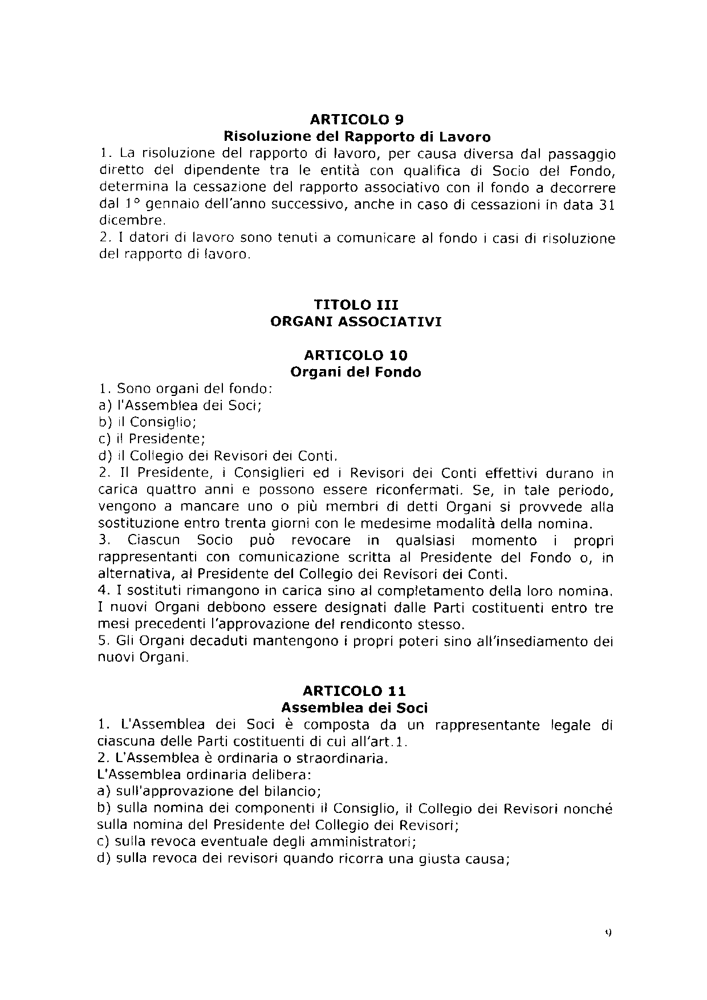 ARTICOLO 9
Risoluzione del Rapporto di Lavoro
1. La risoluzione del rapporto di lavoro, per causa diversa dal passaggio
diretto del dipendente tra le entità con qualifica di Socio del Fondo,
determina la cessazione del rapporto associativo con il fondo a decorrere
dal 1° gennaio dell'anno successivo, anche in caso di cessazioni in data 31
dicembre.
2. I datori di lavoro sono tenuti a comunicare al fondo i casi di risoluzione
del rapporto di lavoro.
TITOLO III
ORGANI ASSOCIATIVI
ARTICOLO 10
Organi del Fondo
1. Sono organi del fondo:
a) l'Assemblea dei Soci;
b) il Consiglio;
c) il Presidente;
d) il Collegio dei Revisori dei Conti.
2. Il Presidente, i Consiglieri ed i Revisori dei Conti effettivi durano in
carica quattro anni e possono essere riconfermati. Se, in tale periodo,
vengono a mancare uno o più membri di detti Organi si provvede alla
sostituzione entro trenta giorni con le medesime modalità della nomina.
3. Ciascun Socio può revocare in qualsiasi momento i propri
rappresentanti con comunicazione scritta al Presidente del Fondo o, in
alternativa, al Presidente del Collegio dei Revisori dei Conti.
4. I sostituti rimangono in carica sino al completamento della loro nomina.
I nuovi Organi debbono essere designati dalle Parti costituenti entro tre
mesi precedenti l'approvazione del rendiconto stesso.
5. Gli Organi decaduti mantengono i propri poteri sino all'insediamento dei
nuovi Organi.
ARTICOLO 11
Assemblea dei Soci
1. L'Assemblea dei Soci è composta da un rappresentante legale di
ciascuna delle Parti costituenti di cui all'art.1.
2. L'Assemblea è ordinaria o straordinaria.
L'Assemblea ordinaria delibera:
a) sull'approvazione del bilancio;
b) sulla nomina dei componenti il Consiglio, il Collegio dei Revisori nonché
sulla nomina del Presidente del Collegio dei Revisori;
c) sulla revoca eventuale degli amministratori;
d) sulla revoca dei revisori quando ricorra una giusta causa;
9